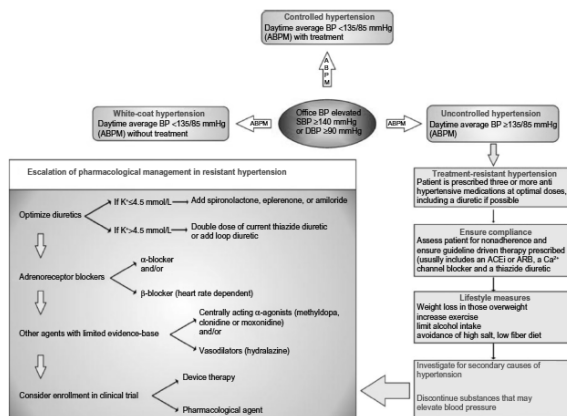 Controlled hypertension
Daytime average BP <135/85 mmHg
(ABPM) with treatment
A
B
P
M
White-coat hypertension
Daytime average BP <135/85 mmHg
(ABPM) without treatment
ABPM
Office BP elevated
SBP ≥140 mmHg
or DBP ≥90 mmHg
ABPM
Uncontrolled hypertension
Daytime average BP ≥135/85 mmHg
(ABPM)
Treatment-resistant hypertension
Patient is prescribed three or more anti
hypertensive medications at optimal doses,
including a diuretic if possible
Ensure compliance
Assess patient for nonadherence and
ensure guideline driven therapy prescribed
(usually includes an ACEi or ARB, a Ca²⁺
channel blocker and a thiazide diuretic
Lifestyle measures
Weight loss in those overweight
increase exercise
limit alcohol intake
avoidance of high salt, low fiber diet
Investigate for secondary causes of
hypertension
Discontinue substances that may
elevate blood pressure
Escalation of pharmacological management in resistant hypertension
Optimize diuretics
If K⁺≤4.5 mmol/L
Add spironolactone, eplerenone, or amiloride
If K⁺>4.5 mmol/L
Double dose of current thiazide diuretic
or add loop diuretic
Adrenoreceptor blockers
α-blocker
and/or
β-blocker (heart rate dependent)
Other agents with limited evidence-base
Centrally acting α-agonists (methyldopa,
clonidine or moxonidine)
and/or
Vasodilators (hydralazine)
Consider enrollment in clinical trial
Device therapy
Pharmacological agent